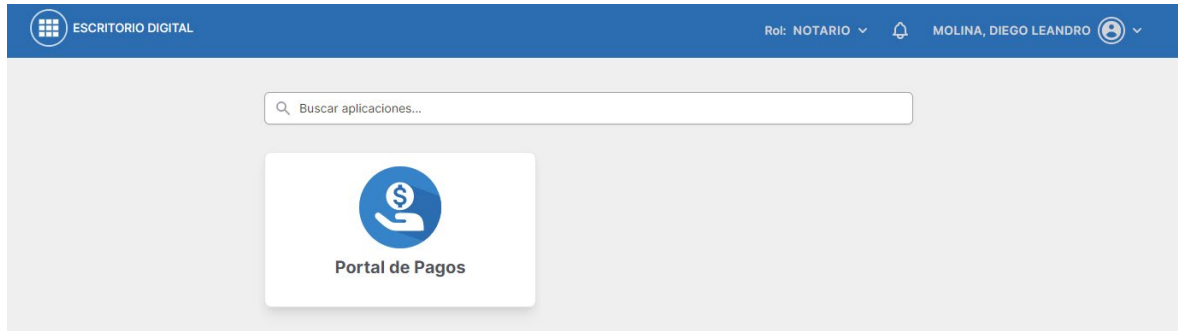 ESCRITORIO DIGITAL
Rol: NOTARIO
MOLINA, DIEGO LEANDRO
Buscar aplicaciones...
$
Portal de Pagos